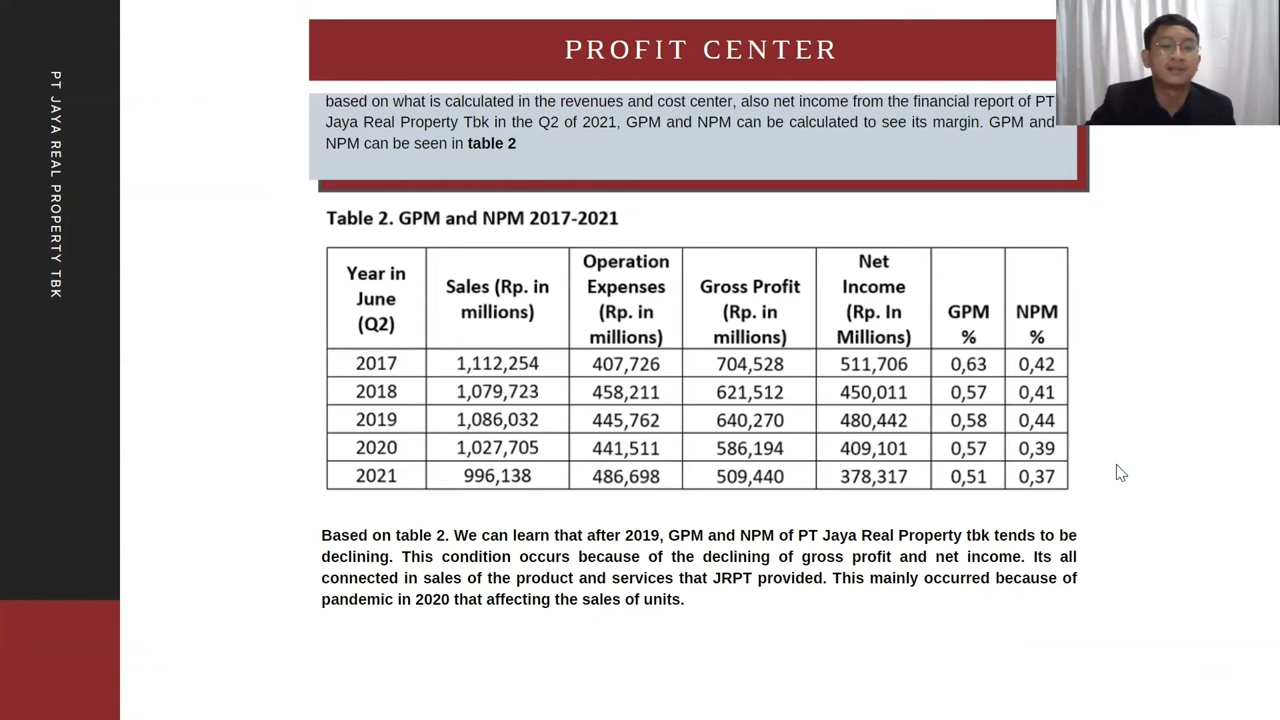 PT JAYA REAL PROPERTY TBK
PROFIT CENTER
based on what is calculated in the revenues and cost center, also net income from the financial report of PT
Jaya Real Property Tbk in the Q2 of 2021, GPM and NPM can be calculated to see its margin. GPM and
NPM can be seen in table 2
Table 2. GPM and NPM 2017-2021
Year in June (Q2) Sales (Rp. in millions) Operation Expenses (Rp. in millions) Gross Profit (Rp. in millions) Net Income (Rp. In Millions) GPM % NPM %
2017 1,112,254 407,726 704,528 511,706 0,63 0,42
2018 1,079,723 458,211 621,512 450,011 0,57 0,41
2019 1,086,032 445,762 640,270 480,442 0,58 0,44
2020 1,027,705 441,511 586,194 409,101 0,57 0,39
2021 996,138 486,698 509,440 378,317 0,51 0,37
Based on table 2. We can learn that after 2019, GPM and NPM of PT Jaya Real Property tbk tends to be
declining. This condition occurs because of the declining of gross profit and net income. Its all
connected in sales of the product and services that JRPT provided. This mainly occurred because of
pandemic in 2020 that affecting the sales of units.